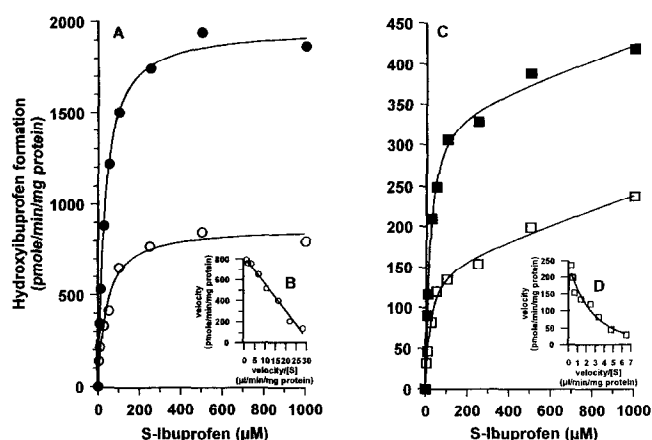 A
Hydroxyibuprofen formation
(pmole/min/mg protein)
2000
1500
1000
500
0
0 200 400 600 800 1000
S-Ibuprofen (µM)
B
velocity
(pmole/min/mg protein)
800
600
400
200
0
0 5 10 15 20 25 30
velocity/[S]
(µl/min/mg protein)
C
450
400
350
300
250
200
150
100
50
0
0 200 400 600 800 1000
S-Ibuprofen (µM)
D
velocity
(pmole/min/mg protein)
250
200
150
100
50
0
0 1 2 3 4 5 6 7
velocity/[S]
(µl/min/mg protein)